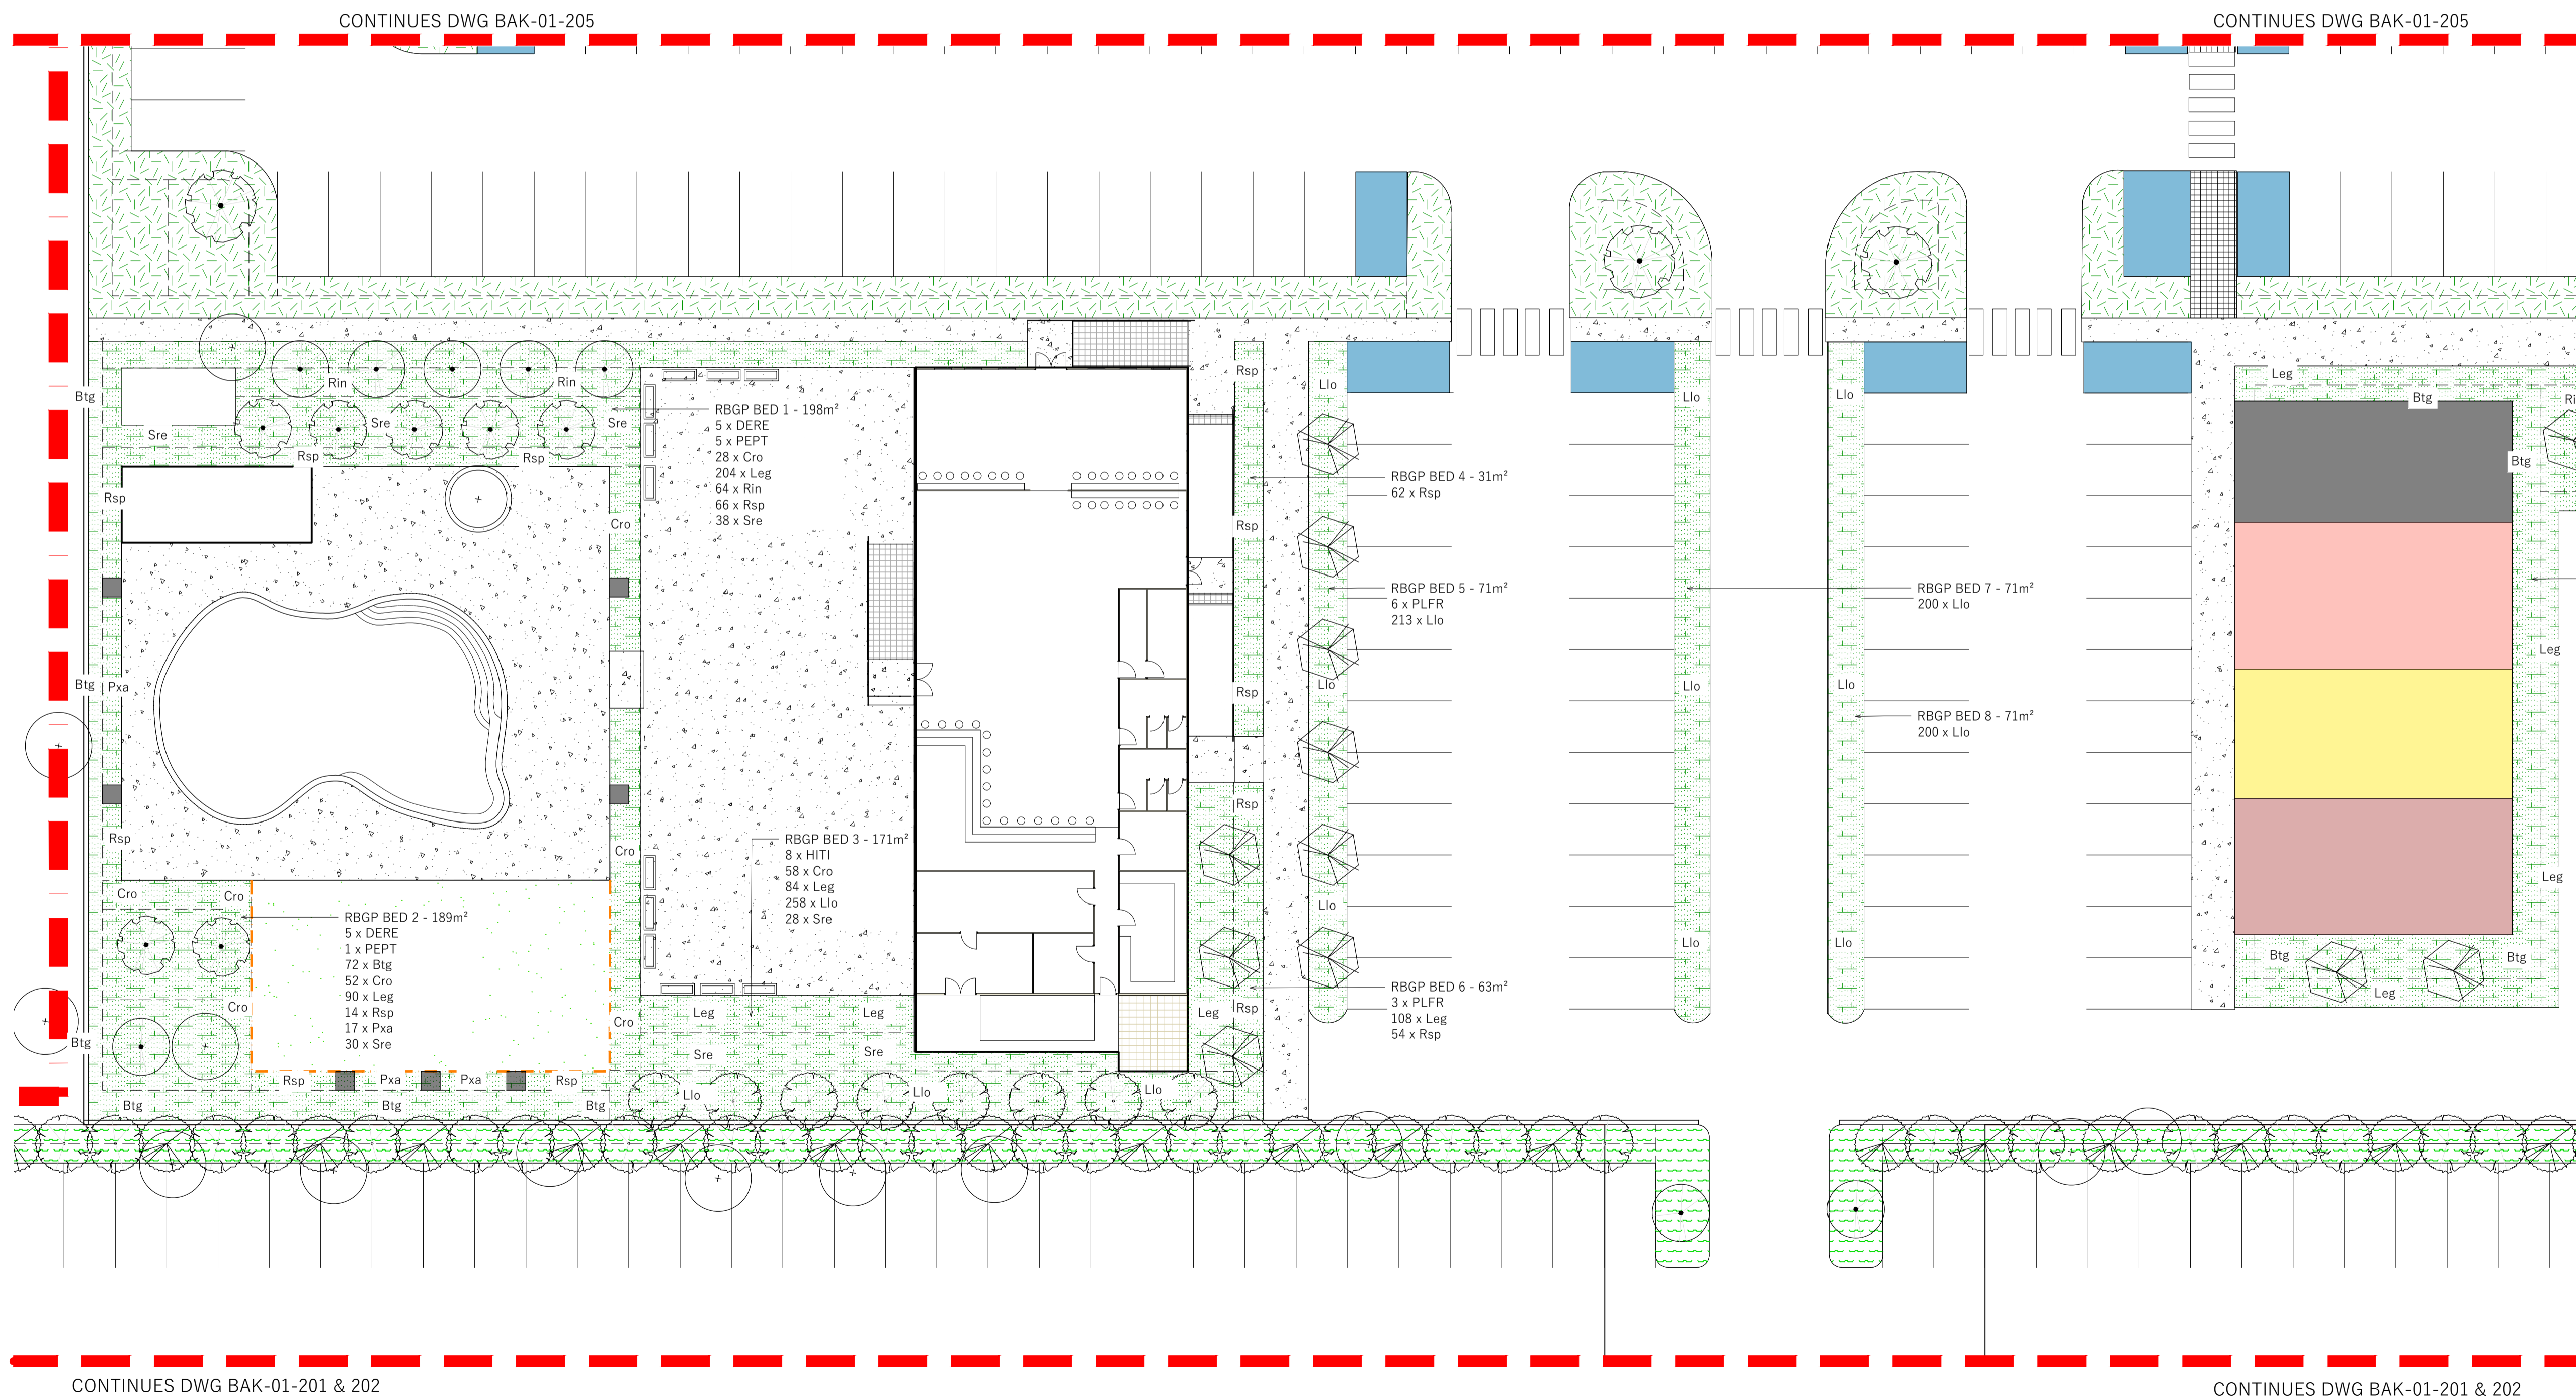 CONTINUES DWG BAK-01-205
CONTINUES DWG BAK-01-205
Btg
Rin
Rin
Sre
Sre
Sre
Rsp
Rsp
Rsp
RBGP BED 1 - 198m²
5 x DERE
5 x PEPT
28 x Cro
204 x Leg
64 x Rin
66 x Rsp
38 x Sre
Cro
Btg
Pxa
Rsp
Cro
Cro
Cro
RBGP BED 2 - 189m²
5 x DERE
1 x PEPT
72 x Btg
52 x Cro
90 x Leg
14 x Rsp
17 x Pxa
30 x Sre
Cro
Cro
Btg
Rsp
Pxa
Pxa
Rsp
Btg
Btg
Btg
RBGP BED 3 - 171m²
8 x HITI
58 x Cro
84 x Leg
258 x Llo
28 x Sre
Leg
Leg
Sre
Sre
Llo
Llo
Llo
Rsp
Rsp
Rsp
Rsp
Leg
Rsp
Llo
Llo
Llo
RBGP BED 4 - 31m²
62 x Rsp
RBGP BED 5 - 71m²
6 x PLFR
213 x Llo
RBGP BED 6 - 63m²
3 x PLFR
108 x Leg
54 x Rsp
Llo
Llo
Llo
Llo
Llo
Llo
RBGP BED 7 - 71m²
200 x Llo
RBGP BED 8 - 71m²
200 x Llo
Leg
Btg
Btg
Leg
Leg
Btg
Btg
Leg
CONTINUES DWG BAK-01-201 & 202
CONTINUES DWG BAK-01-201 & 202